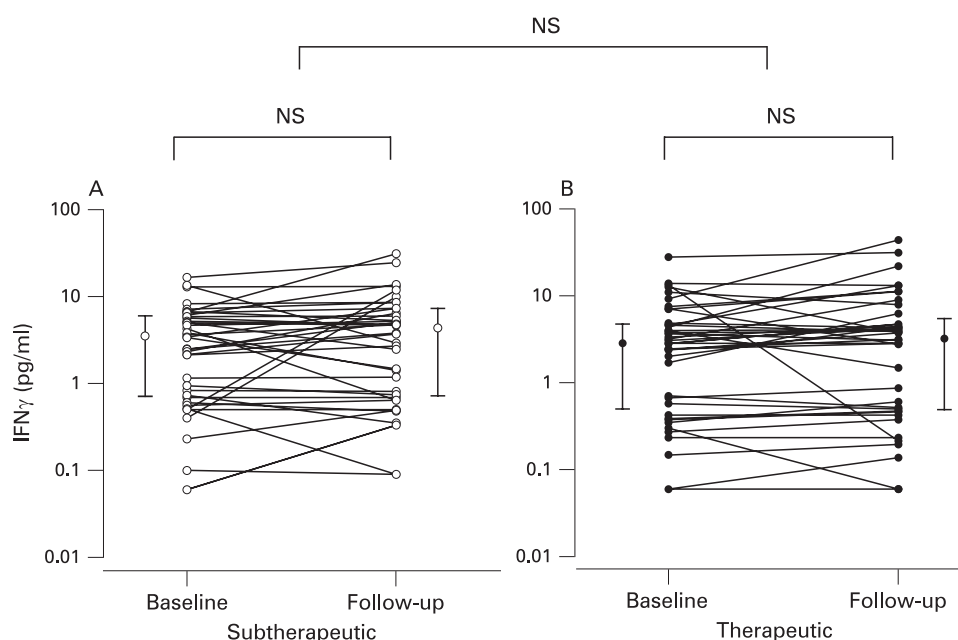 NS
NS NS
A B
100 100
10 10
1 1
0.1 0.1
0.01 0.01
IFNγ (pg/ml)
Baseline Follow-up Baseline Follow-up
Subtherapeutic Therapeutic